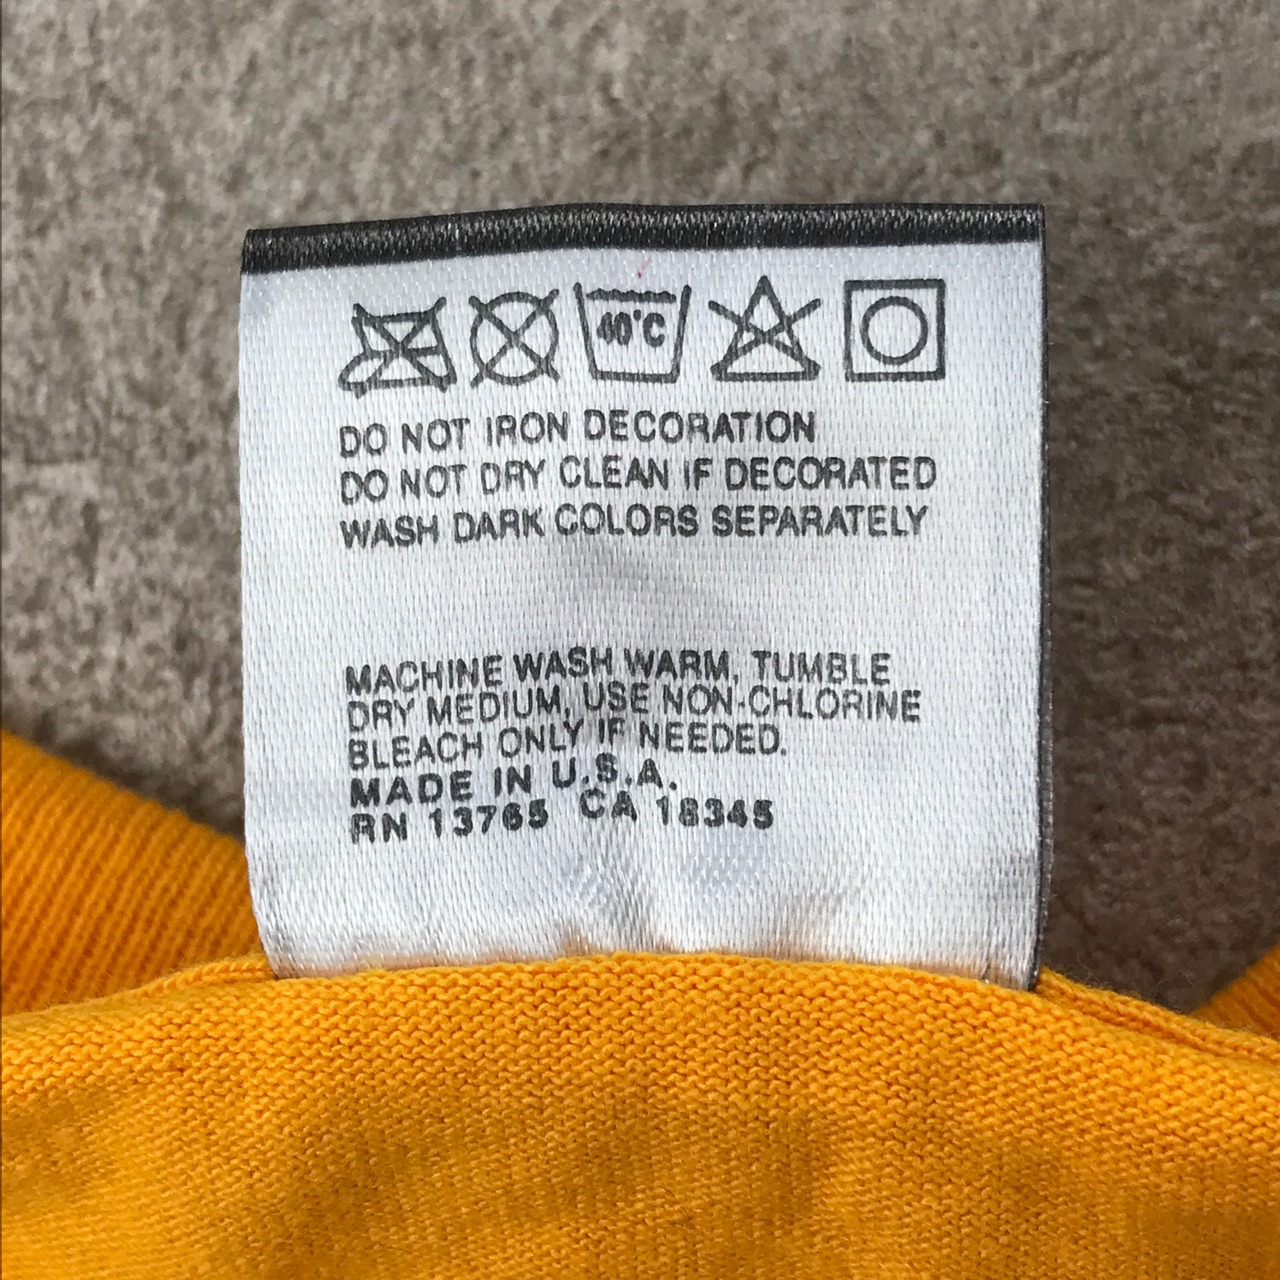 40°C
DO NOT IRON DECORATION
DO NOT DRY CLEAN IF DECORATED
WASH DARK COLORS SEPARATELY
MACHINE WASH WARM, TUMBLE
DRY MEDIUM, USE NON-CHLORINE
BLEACH ONLY IF NEEDED.
MADE IN U.S.A.
RN 13765 CA 18345